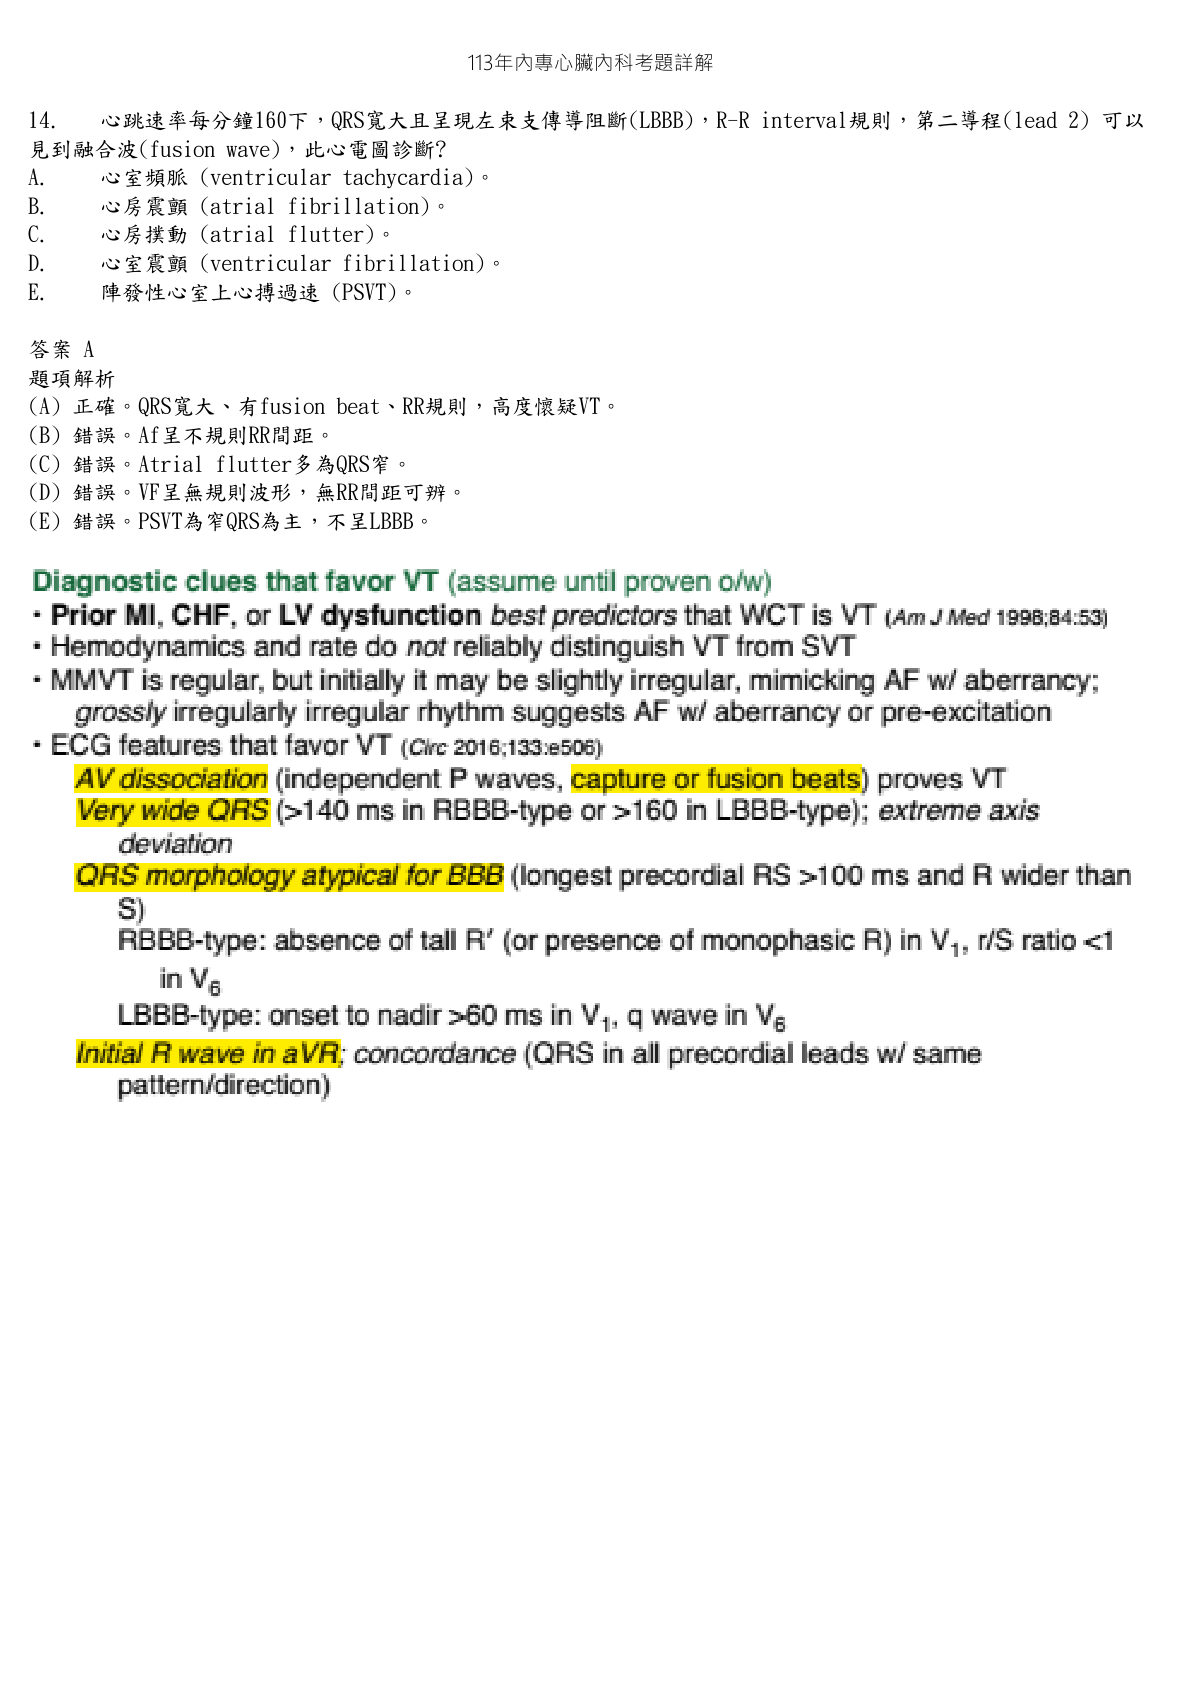 113年內專心臟內科考題詳解
14. 心跳速率每分鐘160下，QRS寬大且呈現左束支傳導阻斷(LBBB)，R-R interval規則，第二導程(lead 2) 可以
見到融合波(fusion wave)，此心電圖診斷?
A. 心室頻脈 (ventricular tachycardia)。
B. 心房震顫 (atrial fibrillation)。
C. 心房撲動 (atrial flutter)。
D. 心室震顫 (ventricular fibrillation)。
E. 陣發性心室上心搏過速 (PSVT)。
答案 A
題項解析
(A) 正確。QRS寬大、有fusion beat、RR規則，高度懷疑VT。
(B) 錯誤。Af呈不規則RR間距。
(C) 錯誤。Atrial flutter多為QRS窄。
(D) 錯誤。VF呈無規則波形，無RR間距可辨。
(E) 錯誤。PSVT為窄QRS為主，不呈LBBB。
Diagnostic clues that favor VT (assume until proven o/w)
• Prior MI, CHF, or LV dysfunction best predictors that WCT is VT (Am J Med 1998;84:53)
• Hemodynamics and rate do not reliably distinguish VT from SVT
• MMVT is regular, but initially it may be slightly irregular, mimicking AF w/ aberrancy;
grossly irregularly irregular rhythm suggests AF w/ aberrancy or pre-excitation
• ECG features that favor VT (Circ 2016;133:e506)
AV dissociation (independent P waves, capture or fusion beats) proves VT
Very wide QRS (>140 ms in RBBB-type or >160 in LBBB-type); extreme axis
deviation
QRS morphology atypical for BBB (longest precordial RS >100 ms and R wider than
S)
RBBB-type: absence of tall R′ (or presence of monophasic R) in V1, r/S ratio <1
in V6
LBBB-type: onset to nadir >60 ms in V1, q wave in V6
Initial R wave in aVR; concordance (QRS in all precordial leads w/ same
pattern/direction)